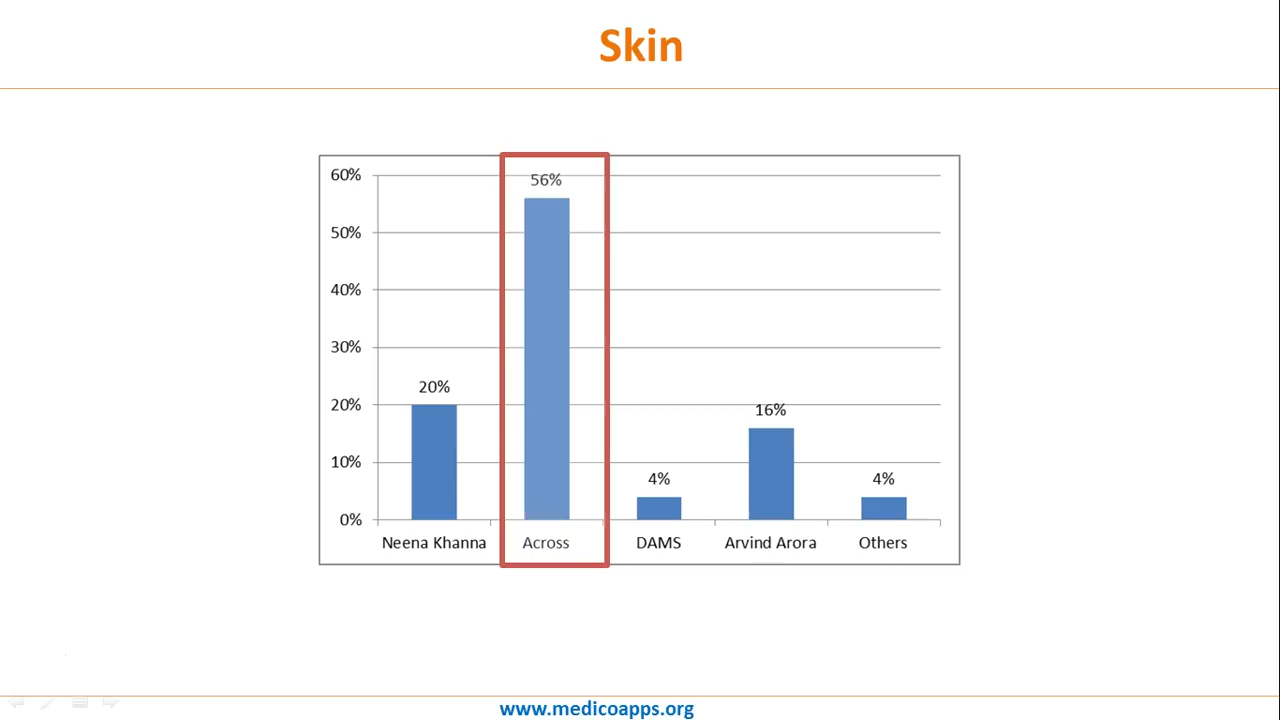 Skin
60%
50%
40%
30%
20%
10%
0%
20%
56%
4%
16%
4%
Neena Khanna
Across
DAMS
Arvind Arora
Others
www.medicoapps.org